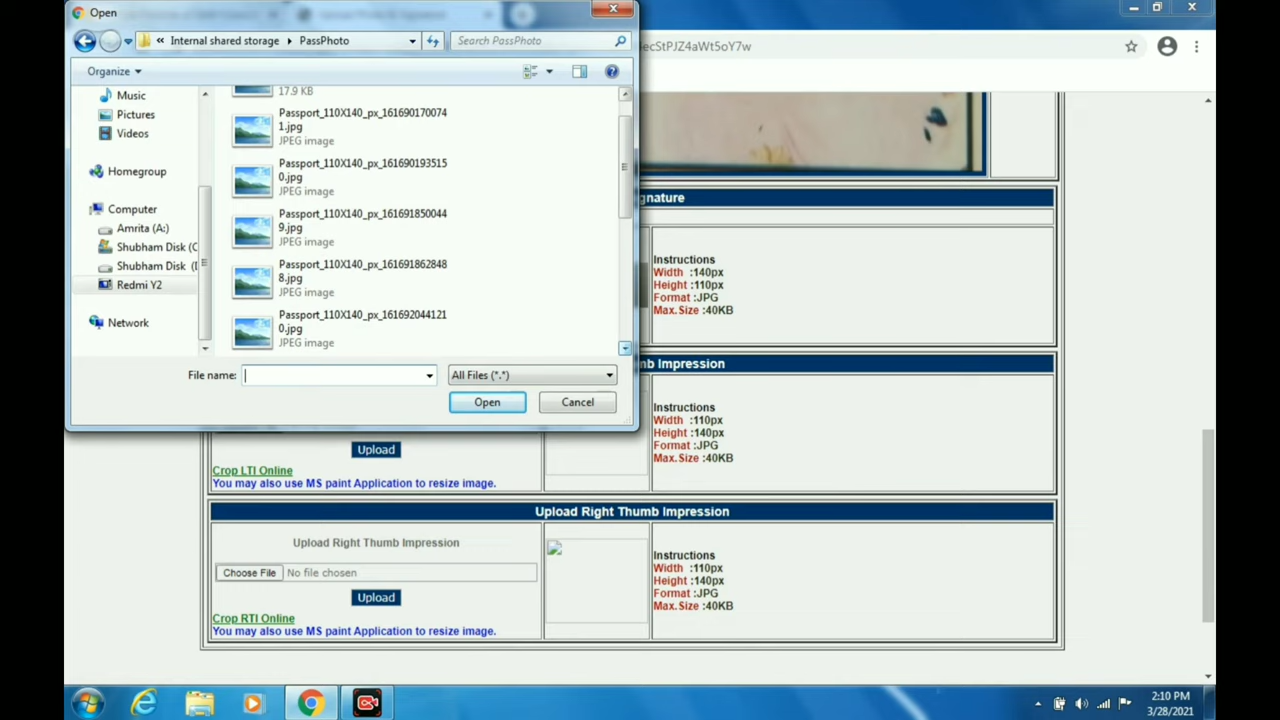 Open
ecStPJZ4aWt5oY7w
Internal shared storage
PassPhoto
Search PassPhoto
Organize
Music
Pictures
Videos
Homegroup
Computer
Amrita (A:)
Shubham Disk (C
Shubham Disk (
Redmi Y2
Network
17.9 KB
Passport_110X140_px_161690170074
1.jpg
JPEG image
Passport_110X140_px_161690193515
0.jpg
JPEG image
Passport_110X140_px_161691850044
9.jpg
JPEG image
Passport_110X140_px_161691862848
8.jpg
JPEG image
Passport_110X140_px_161692044121
0.jpg
JPEG image
File name:
All Files (*.*)
Open
Cancel
gnature
Instructions
Width :140px
Height :110px
Format :JPG
Max.Size :40KB
mb Impression
Instructions
Width :110px
Height :140px
Format :JPG
Max.Size :40KB
Upload
Crop LTI Online
You may also use MS paint Application to resize image.
Upload Right Thumb Impression
Upload Right Thumb Impression
Choose File No file chosen
Upload
Crop RTI Online
You may also use MS paint Application to resize image.
Instructions
Width :110px
Height :140px
Format :JPG
Max.Size :40KB
2:10 PM
3/28/2021